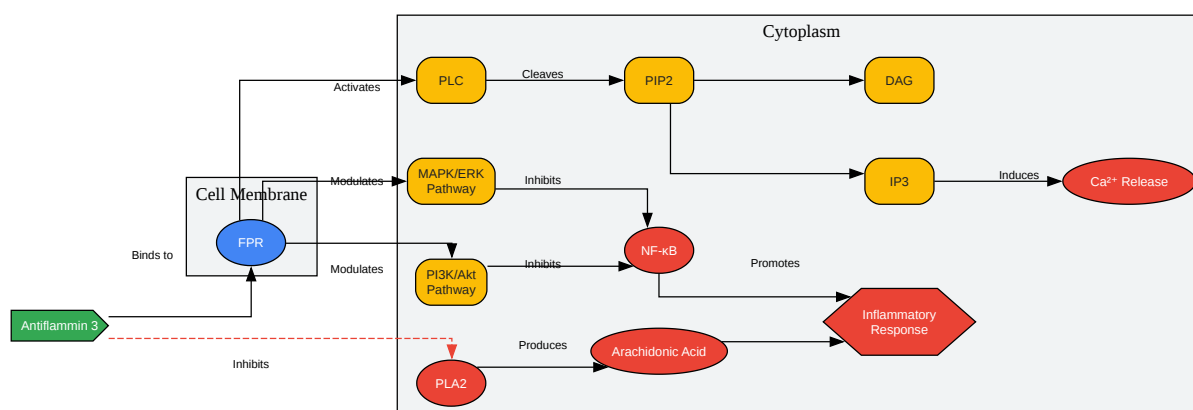 Cytoplasm
PLC
Cleaves
PIP2
DAG
Activates
MAPK/ERK
Pathway
Modulates
Inhibits
IP3
Induces
Ca²⁺ Release
Cell Membrane
FPR
NF-κB
Binds to
Modulates
PI3K/Akt
Pathway
Inhibits
Promotes
Antiflammin 3
Inflammatory
Response
Produces
Arachidonic Acid
Inhibits
PLA2